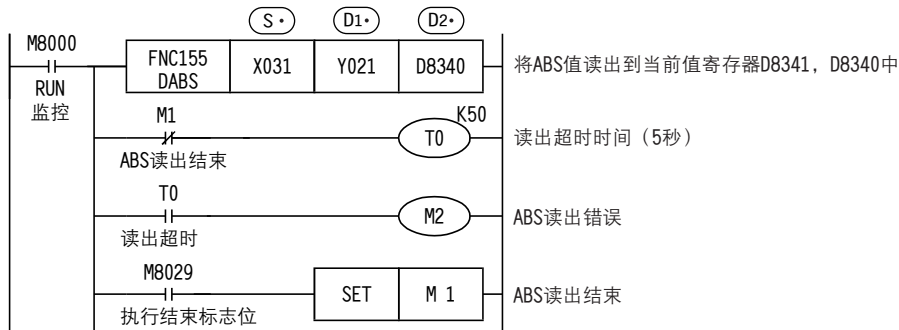 S· D1· D2·
M8000
FNC155 DABS X031 Y021 D8340 将ABS值读出到当前值寄存器D8341，D8340中
RUN
监控
M1 K50
T0 读出超时时间（5秒）
ABS读出结束
T0
M2 ABS读出错误
读出超时
M8029
SET M 1 ABS读出结束
执行结束标志位